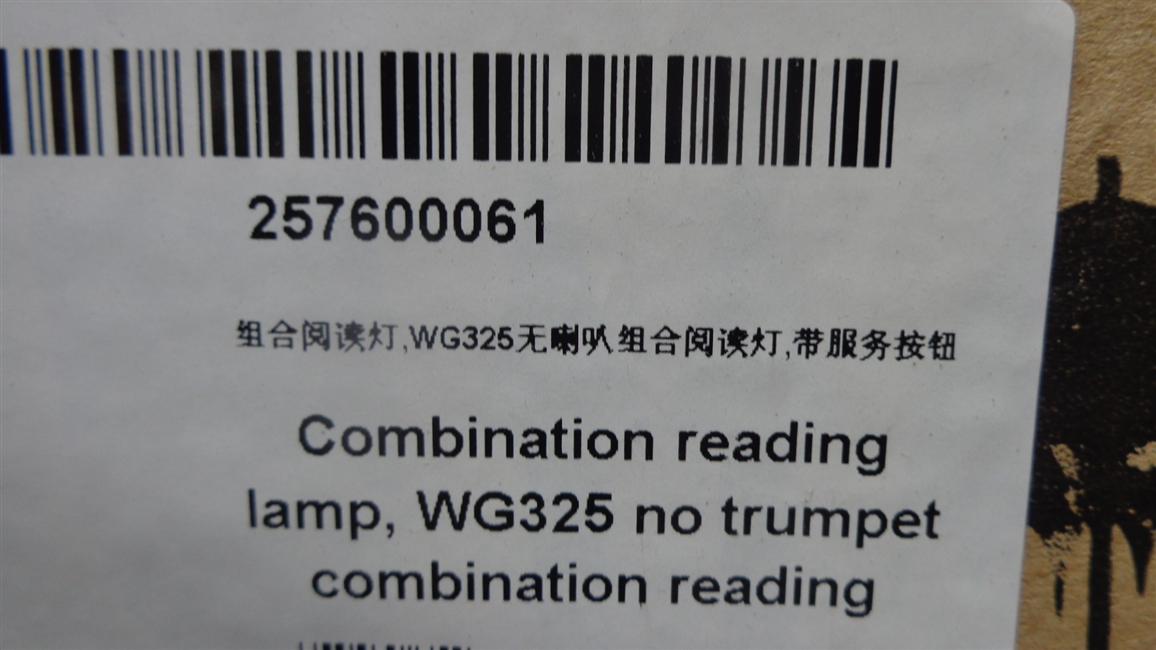 257600061
组合阅读灯,WG325无喇叭组合阅读灯,带服务按钮
Combination reading
lamp, WG325 no trumpet
combination reading